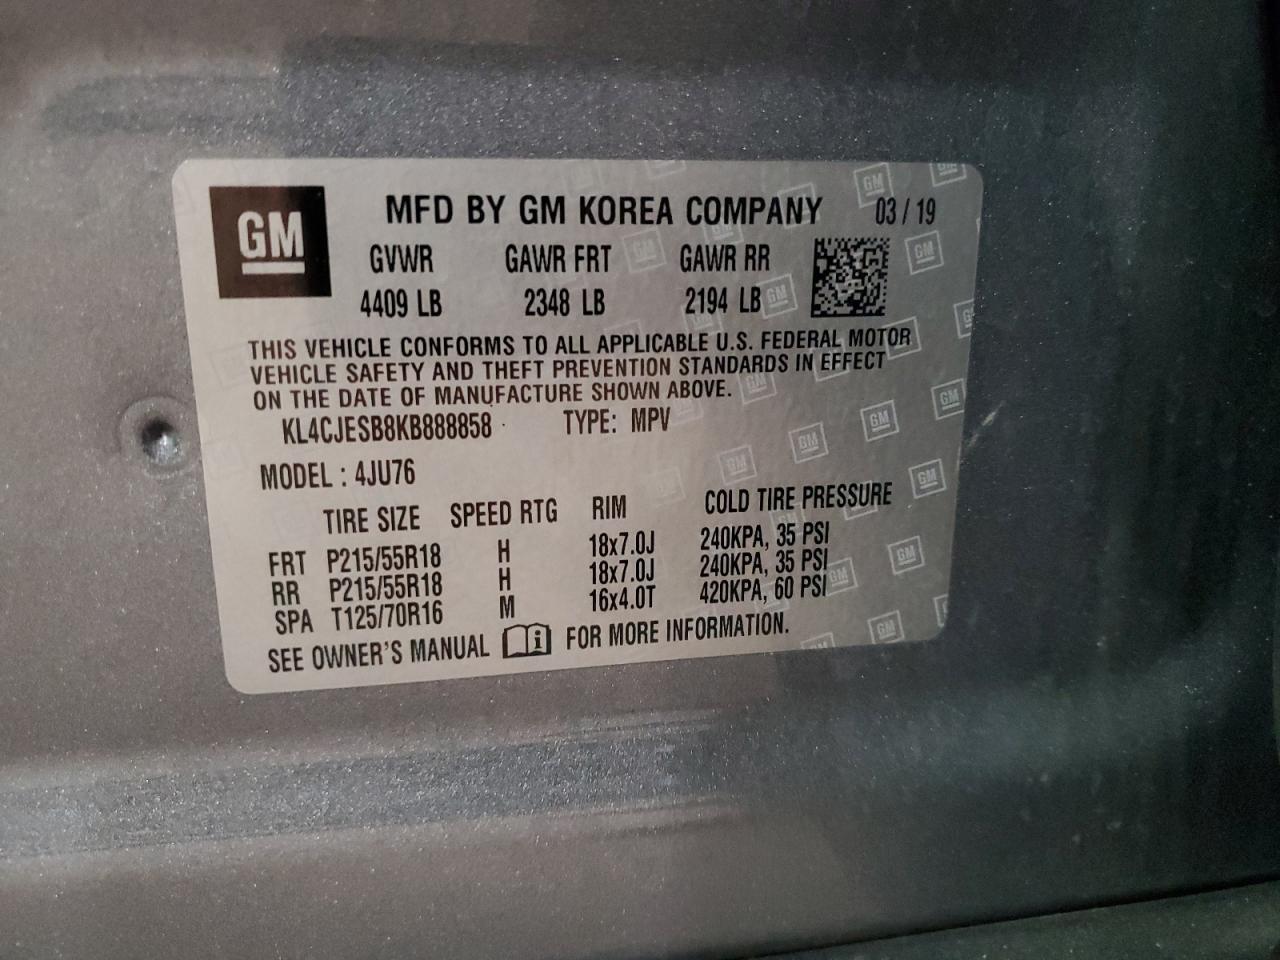 GM
MFD BY GM KOREA COMPANY 03 / 19
GVWR GAWR FRT GAWR RR
4409 LB 2348 LB 2194 LB
THIS VEHICLE CONFORMS TO ALL APPLICABLE U.S. FEDERAL MOTOR
VEHICLE SAFETY AND THEFT PREVENTION STANDARDS IN EFFECT
ON THE DATE OF MANUFACTURE SHOWN ABOVE.
KL4CJESB8KB888858 TYPE: MPV
MODEL : 4JU76
TIRE SIZE SPEED RTG RIM COLD TIRE PRESSURE
FRT P215/55R18 H 18x7.0J 240KPA, 35 PSI
RR P215/55R18 H 18x7.0J 240KPA, 35 PSI
SPA T125/70R16 M 16x4.0T 420KPA, 60 PSI
SEE OWNER'S MANUAL i FOR MORE INFORMATION.